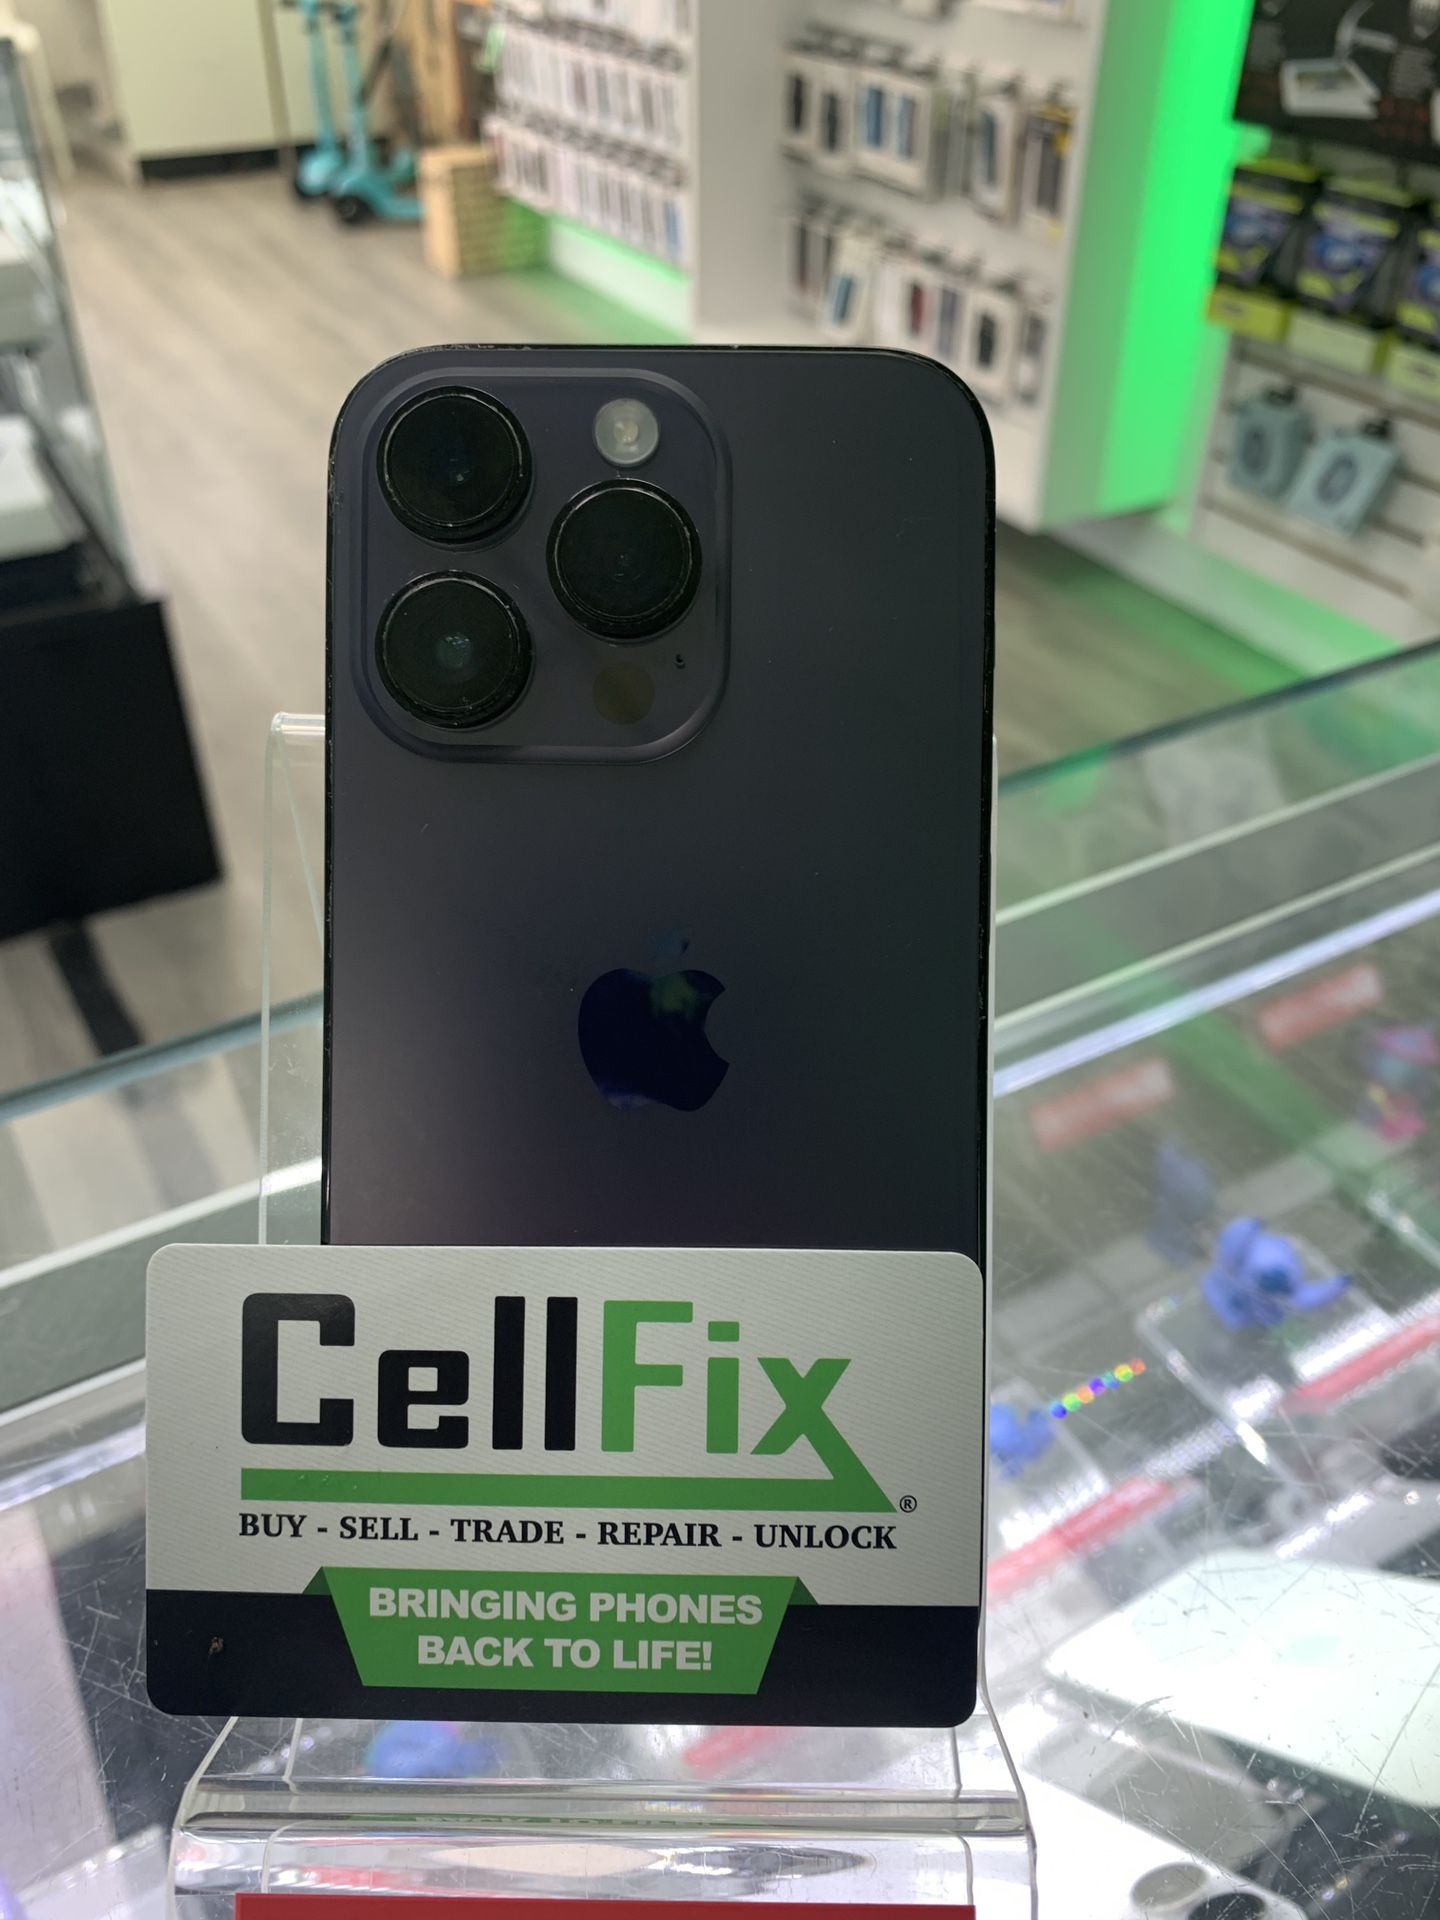 CellFix®
BUY - SELL - TRADE - REPAIR - UNLOCK
BRINGING PHONES
BACK TO LIFE!